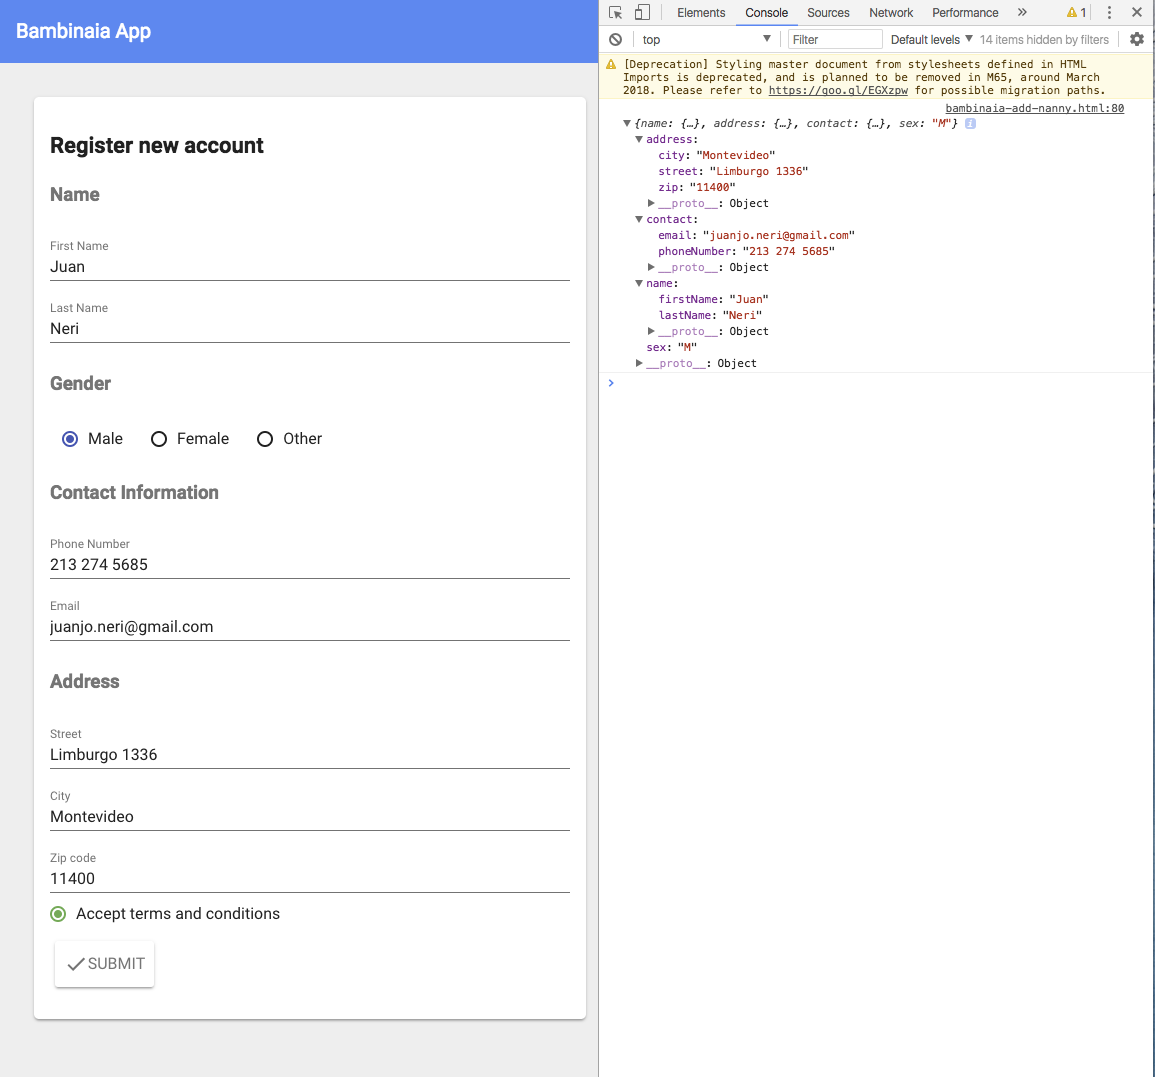 Bambinaia App
Register new account
Name
First Name
Juan
Last Name
Neri
Gender
Male Female Other
Contact Information
Phone Number
213 274 5685
Email
juanjo.neri@gmail.com
Address
Street
Limburgo 1336
City
Montevideo
Zip code
11400
Accept terms and conditions
SUBMIT
Elements Console Sources Network Performance » 1
top Filter Default levels 14 items hidden by filters
[Deprecation] Styling master document from stylesheets defined in HTML
Imports is deprecated, and is planned to be removed in M65, around March
2018. Please refer to https://goo.gl/EGXzpw for possible migration paths.
bambinaia-add-nanny.html:80
{name: {…}, address: {…}, contact: {…}, sex: "M"} i
address:
city: "Montevideo"
street: "Limburgo 1336"
zip: "11400"
__proto__: Object
contact:
email: "juanjo.neri@gmail.com"
phoneNumber: "213 274 5685"
__proto__: Object
name:
firstName: "Juan"
lastName: "Neri"
__proto__: Object
sex: "M"
__proto__: Object